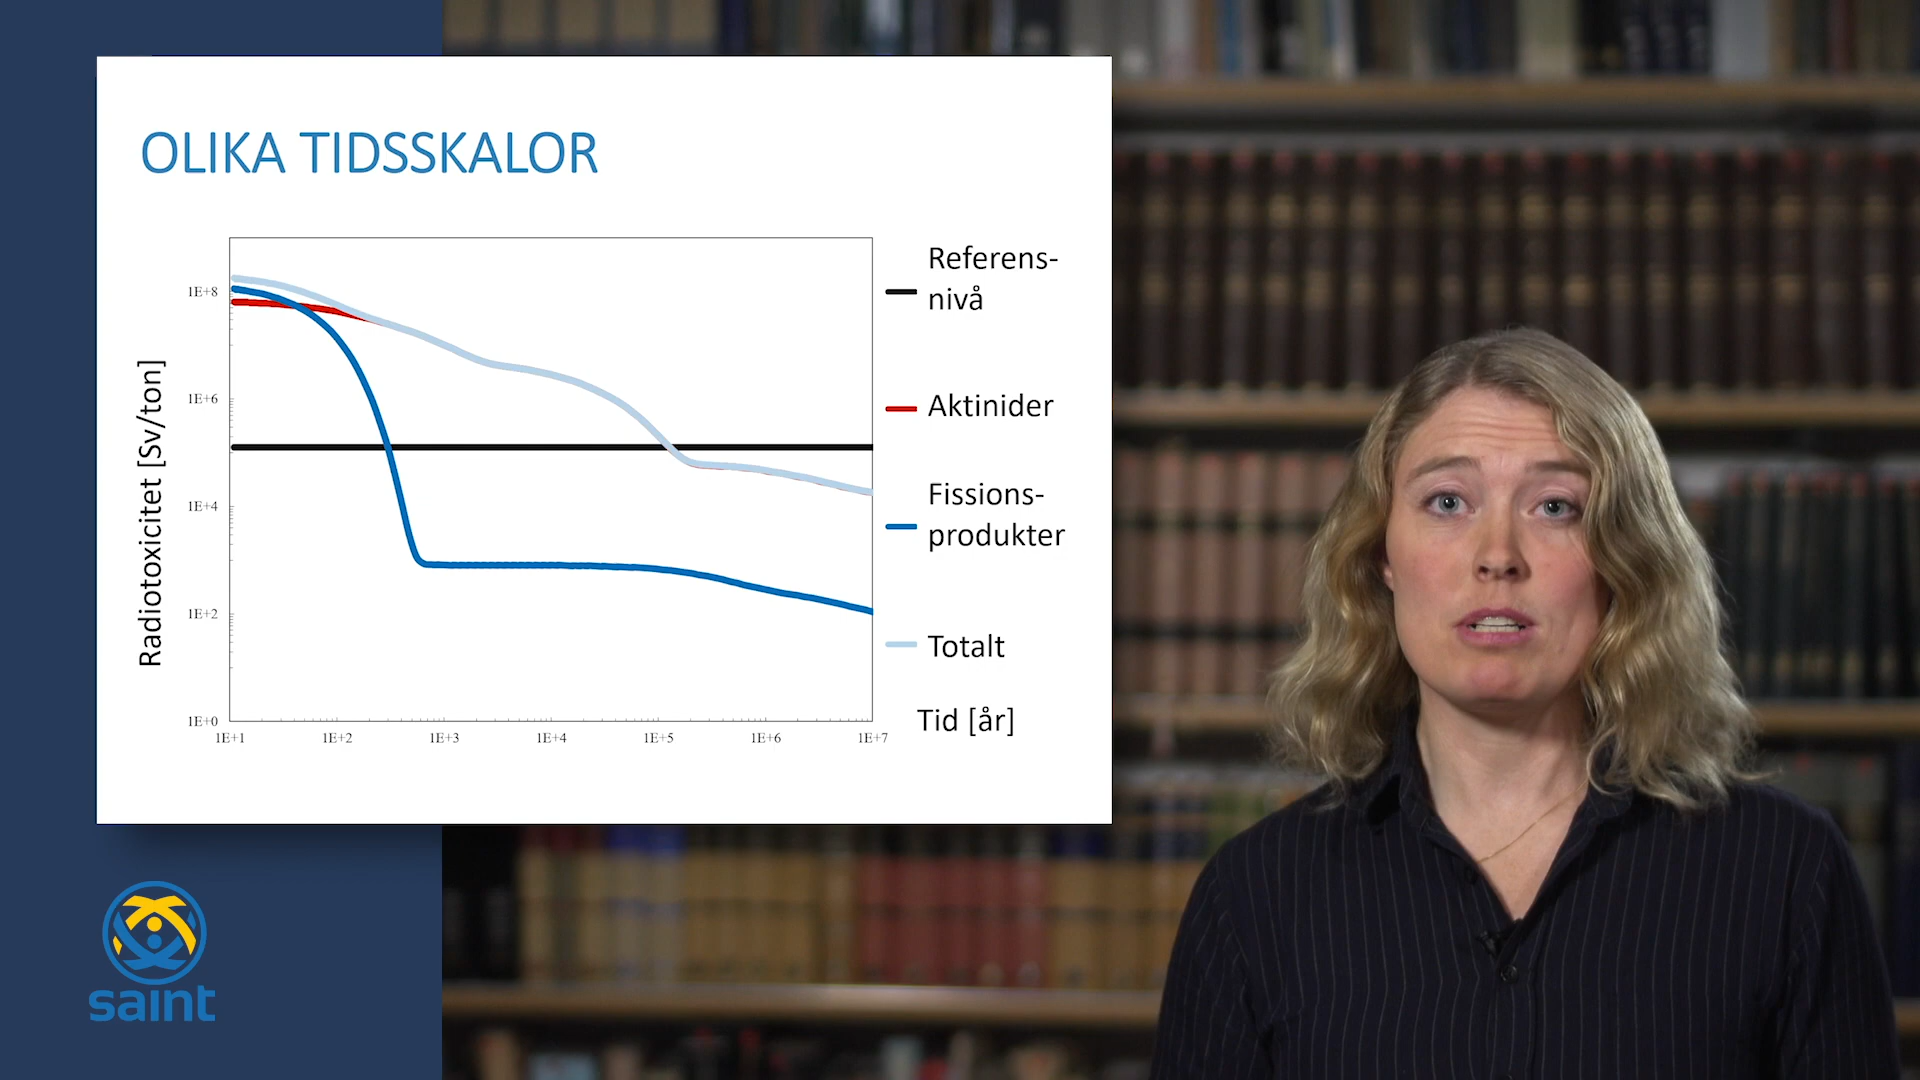 OLIKA TIDSSKALOR
Radiotoxicitet [Sv/ton]
1E+8
1E+6
1E+4
1E+2
1E+0
1E+1 1E+2 1E+3 1E+4 1E+5 1E+6 1E+7
Tid [år]
Referens-
nivå
Aktinider
Fissions-
produkter
Totalt
saint